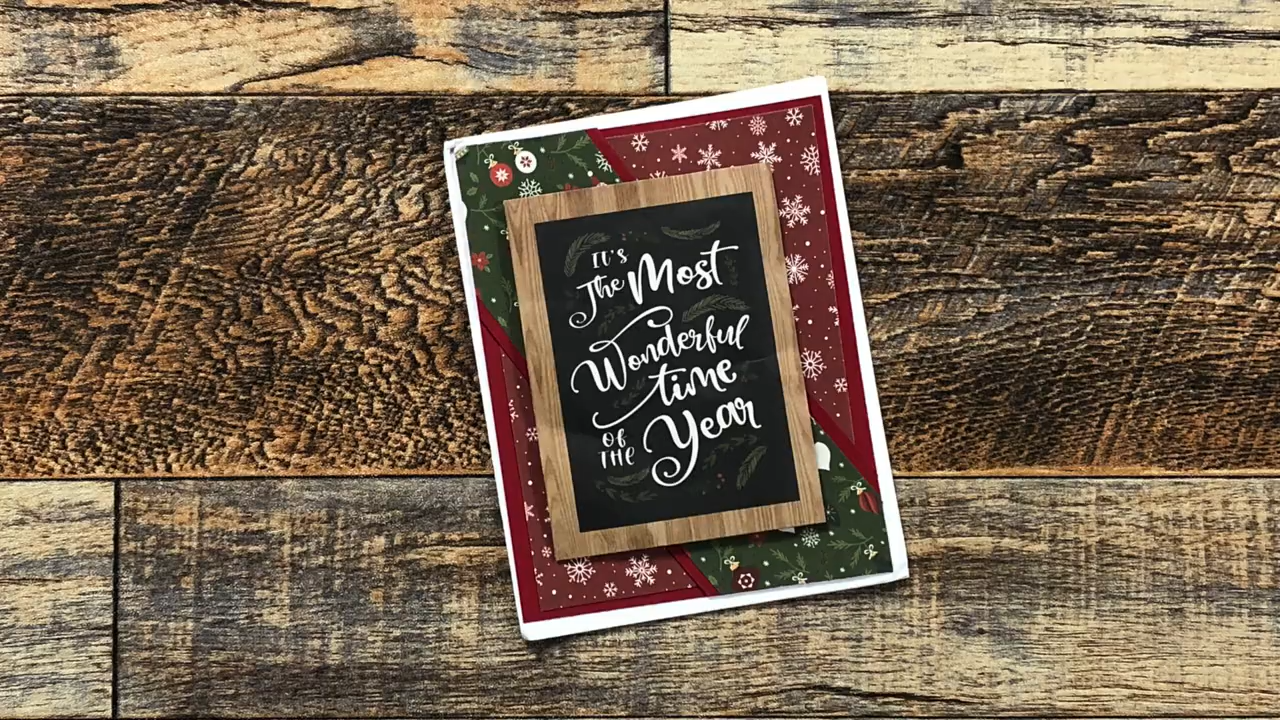 It's
The Most
Wonderful
time
of
THE Year